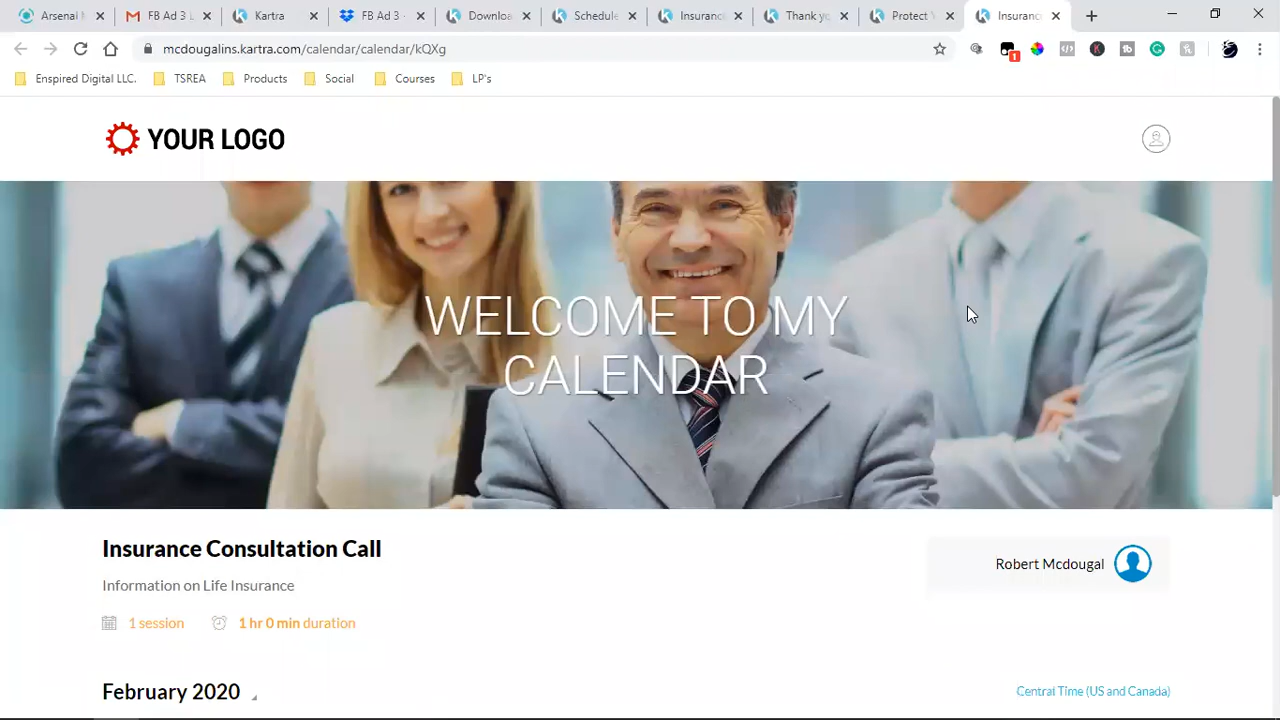 Arsenal M
FB Ad 3 L
Kartra
FB Ad 3 -
Downloa
Schedule
Insuranc
Thank yo
Protect Y
Insuranc
mcdougalins.kartra.com/calendar/calendar/kQXg
1
Enspired Digital LLC.
TSREA
Products
Social
Courses
LP's
YOUR LOGO
WELCOME TO MY
CALENDAR
Insurance Consultation Call
Robert Mcdougal
Information on Life Insurance
1 session
1 hr 0 min duration
February 2020
Central Time (US and Canada)